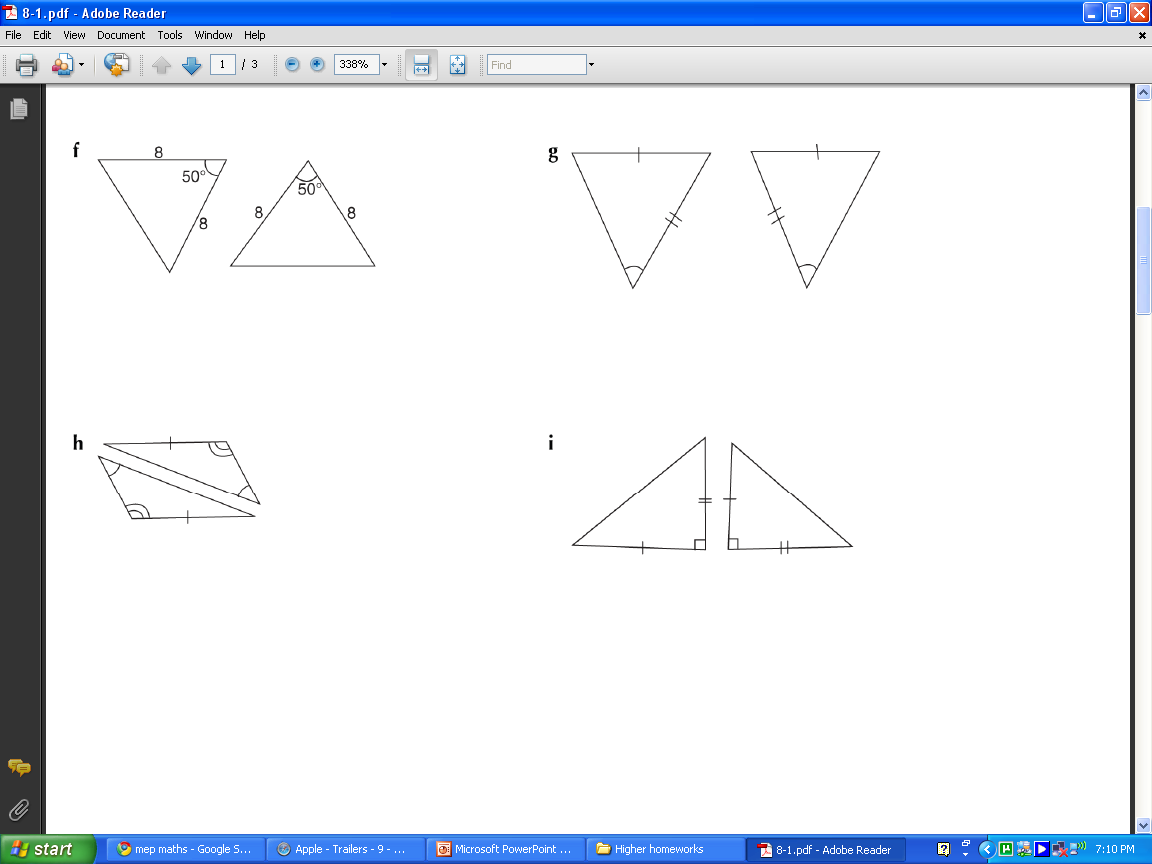 8-1.pdf - Adobe Reader
File Edit View Document Tools Window Help
1 / 3 338% Find
f 8 50° 8 50° 8 8
g
h
i
start mep maths - Google S... Apple - Trailers - 9 - ... Microsoft PowerPoint ... Higher homeworks 8-1.pdf - Adobe Reader 7:10 PM